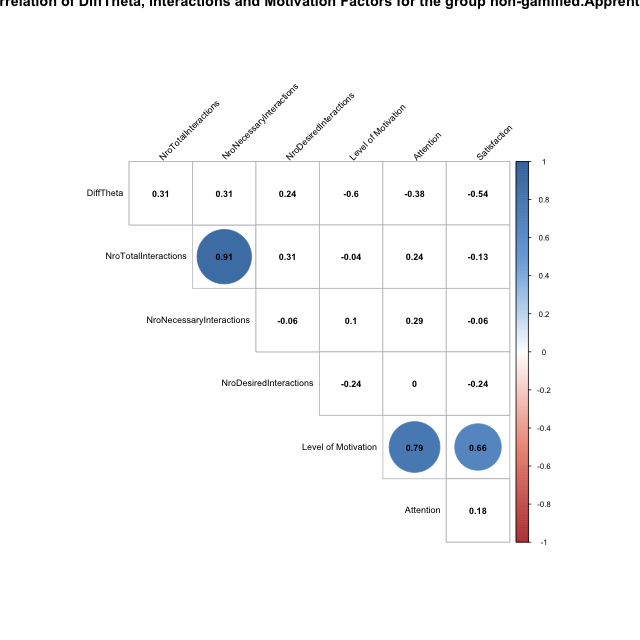 DiffTheta, Interactions and Motivation Factors for the group non-gamified.Apprent
NroTotalInteractions
NroNecessaryInteractions
NroDesiredInteractions
Level of Motivation
Attention
Satisfaction
DiffTheta 0.31 0.31 0.24 -0.6 -0.38 -0.54
NroTotalInteractions 0.91 0.31 -0.04 0.24 -0.13
NroNecessaryInteractions -0.06 0.1 0.29 -0.06
NroDesiredInteractions -0.24 0 -0.24
Level of Motivation 0.79 0.66
Attention 0.18
1
0.8
0.6
0.4
0.2
0
-0.2
-0.4
-0.6
-0.8
-1